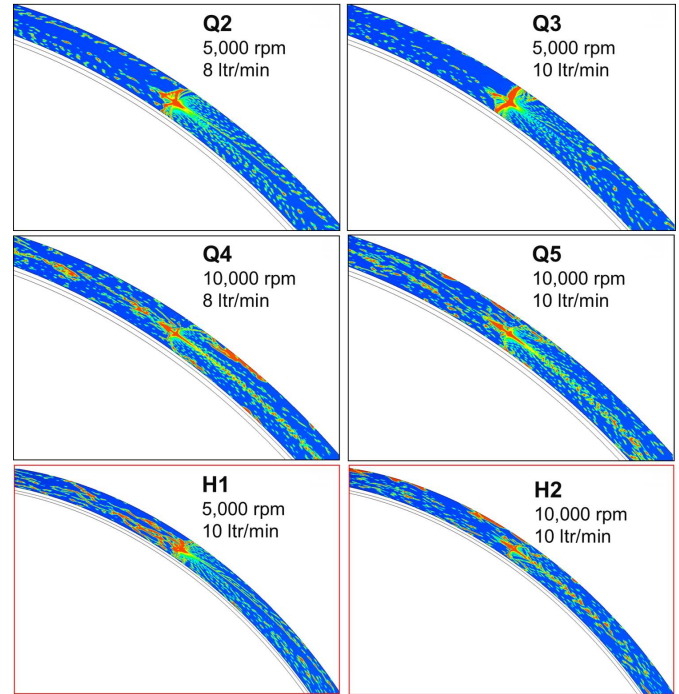 Q2
5,000 rpm
8 ltr/min
Q3
5,000 rpm
10 ltr/min
Q4
10,000 rpm
8 ltr/min
Q5
10,000 rpm
10 ltr/min
H1
5,000 rpm
10 ltr/min
H2
10,000 rpm
10 ltr/min